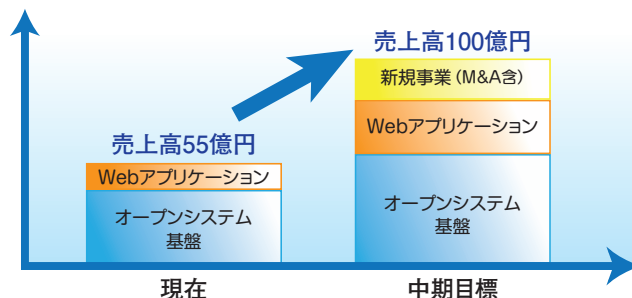 売上高100億円
新規事業（M&A含）
Webアプリケーション
オープンシステム
基盤
売上高55億円
Webアプリケーション
オープンシステム
基盤
現在
中期目標